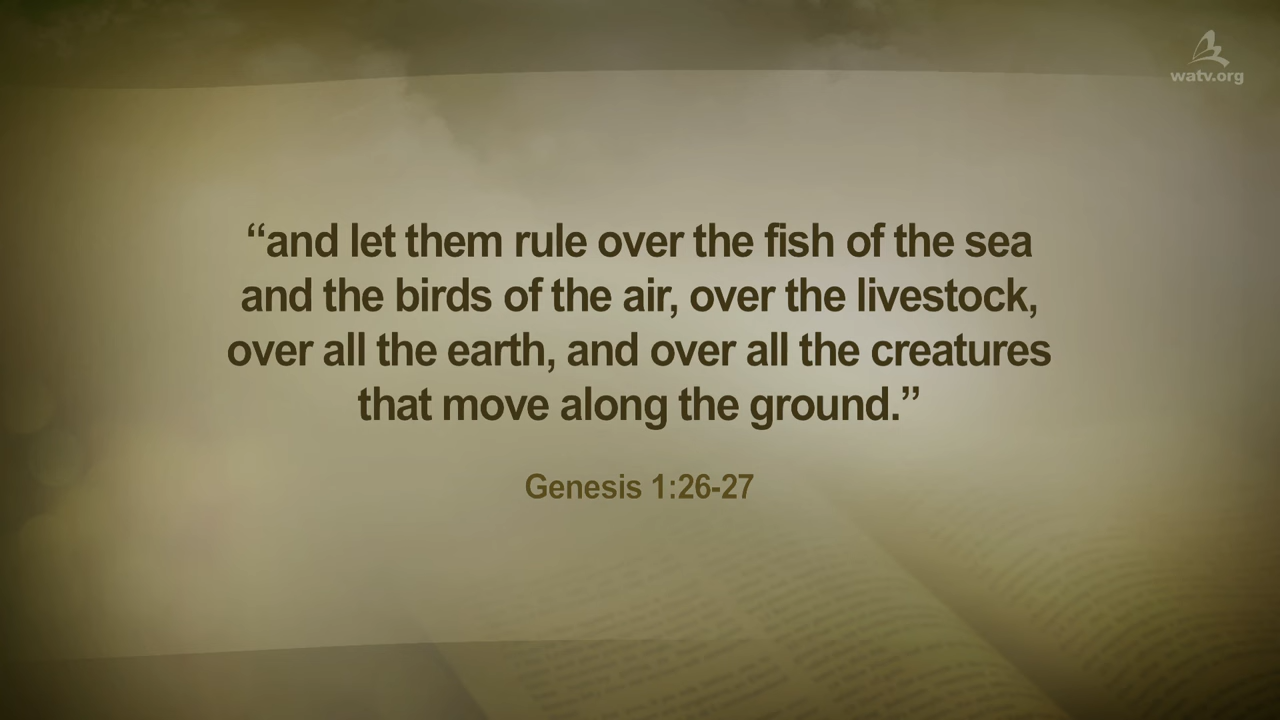 watv.org
“and let them rule over the fish of the sea
and the birds of the air, over the livestock,
over all the earth, and over all the creatures
that move along the ground.”
Genesis 1:26-27